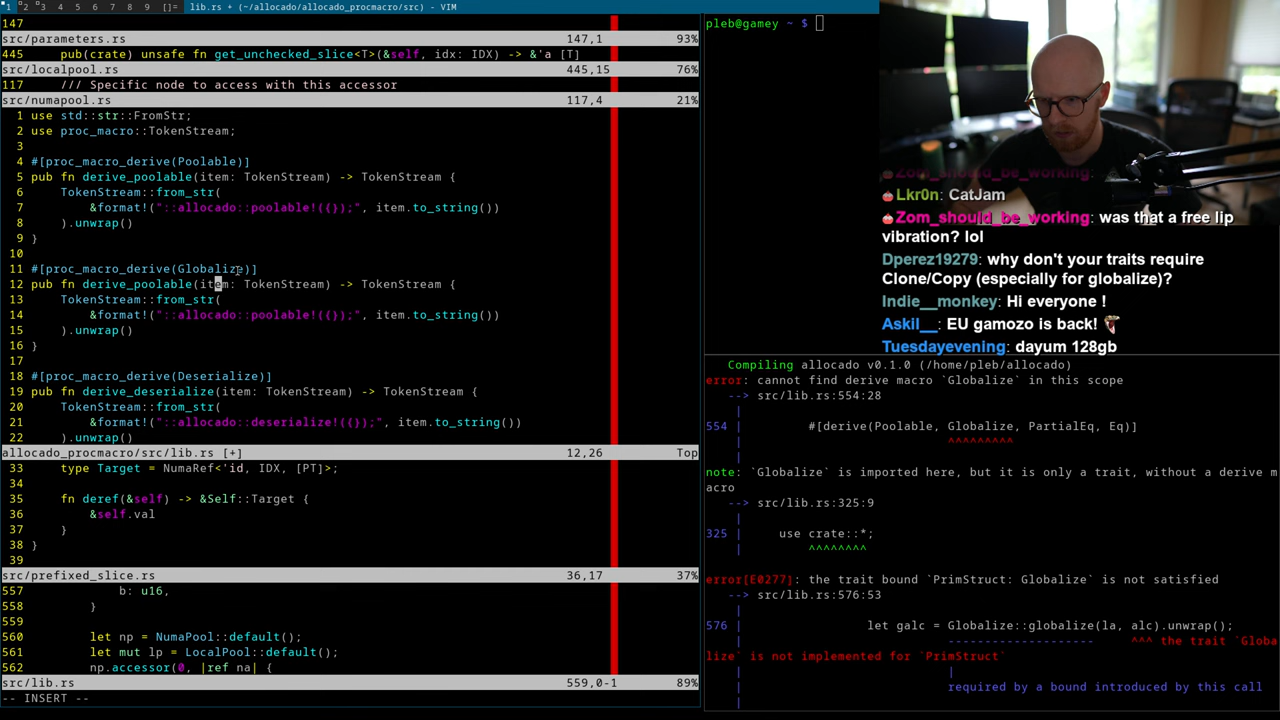 1 2 3 4 5 6 7 8 9 []= lib.rs + (~/allocado/allocado_procmacro/src) - VIM
147
src/parameters.rs 147,1 93%
445 pub(crate) unsafe fn get_unchecked_slice<T>(&self, idx: IDX) -> &'a [T]
src/localpool.rs 445,15 76%
117 /// Specific node to access with this accessor
src/numapool.rs 117,4 21%
1 use std::str::FromStr;
2 use proc_macro::TokenStream;
3
4 #[proc_macro_derive(Poolable)]
5 pub fn derive_poolable(item: TokenStream) -> TokenStream {
6 TokenStream::from_str(
7 &format!("::allocado::poolable!({});", item.to_string())
8 ).unwrap()
9 }
10
11 #[proc_macro_derive(Globalize)]
12 pub fn derive_poolable(item: TokenStream) -> TokenStream {
13 TokenStream::from_str(
14 &format!("::allocado::poolable!({});", item.to_string())
15 ).unwrap()
16 }
17
18 #[proc_macro_derive(Deserialize)]
19 pub fn derive_deserialize(item: TokenStream) -> TokenStream {
20 TokenStream::from_str(
21 &format!("::allocado::deserialize!({});", item.to_string())
22 ).unwrap()
allocado_procmacro/src/lib.rs [+] 12,26 Top
33 type Target = NumaRef<'id, IDX, [PT]>;
34
35 fn deref(&self) -> &Self::Target {
36 &self.val
37 }
38 }
39
src/prefixed_slice.rs 36,17 37%
557 b: u16,
558 }
559
560 let np = NumaPool::default();
561 let mut lp = LocalPool::default();
562 np.accessor(0, |ref na| {
src/lib.rs 559,0-1 89%
-- INSERT --
pleb@gamey ~ $
Zom_should_be_working:
Lkr0n: CatJam
Zom_should_be_working: was that a free lip
vibration? lol
Dperez19279: why don't your traits require
Clone/Copy (especially for globalize)?
Indie__monkey: Hi everyone !
Askil__: EU gamozo is back!
Tuesdayevening: dayum 128gb
Compiling allocado v0.1.0 (/home/pleb/allocado)
error: cannot find derive macro `Globalize` in this scope
--> src/lib.rs:554:28
|
554 | #[derive(Poolable, Globalize, PartialEq, Eq)]
| ^^^^^^^^^
|
note: `Globalize` is imported here, but it is only a trait, without a derive m
acro
--> src/lib.rs:325:9
|
325 | use crate::*;
| ^^^^^^^^
error[E0277]: the trait bound `PrimStruct: Globalize` is not satisfied
--> src/lib.rs:576:53
|
576 | let galc = Globalize::globalize(la, alc).unwrap();
| -------------------- ^^^ the trait `Globa
lize` is not implemented for `PrimStruct`
| |
| required by a bound introduced by this call
|